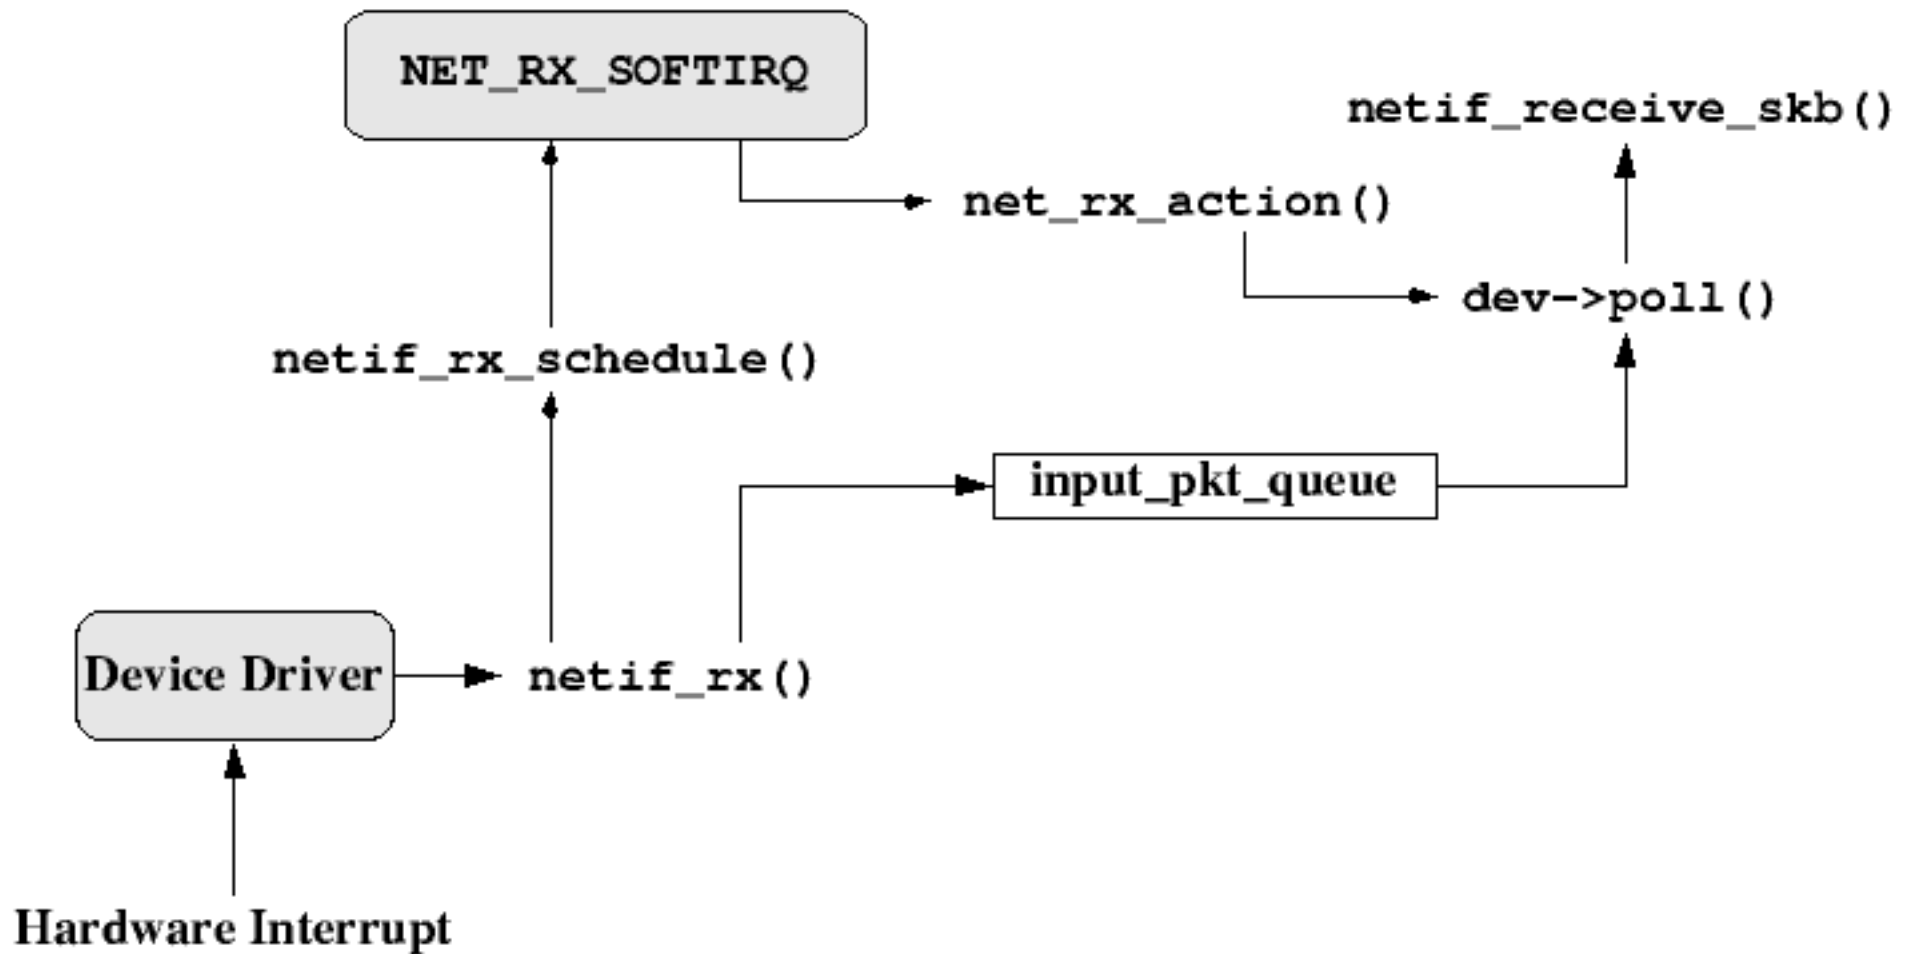 NET_RX_SOFTIRQ
netif_receive_skb()
net_rx_action()
dev->poll()
netif_rx_schedule()
input_pkt_queue
Device Driver
netif_rx()
Hardware Interrupt